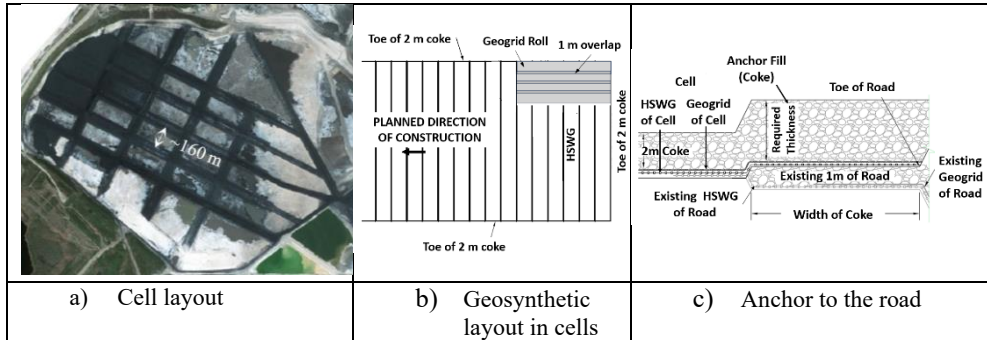 ~160 m
a) Cell layout
Toe of 2 m coke
Geogrid Roll
1 m overlap
PLANNED DIRECTION
OF CONSTRUCTION
HSWG
Toe of 2 m coke
Toe of 2 m coke
b) Geosynthetic
layout in cells
Anchor Fill
(Coke)
Cell
Toe of Road
HSWG
of Cell
Geogrid
of Cell
Required
Thickness
2m Coke
Existing 1m of Road
Existing
Geogrid
of Road
Existing HSWG
of Road
Width of Coke
c) Anchor to the road